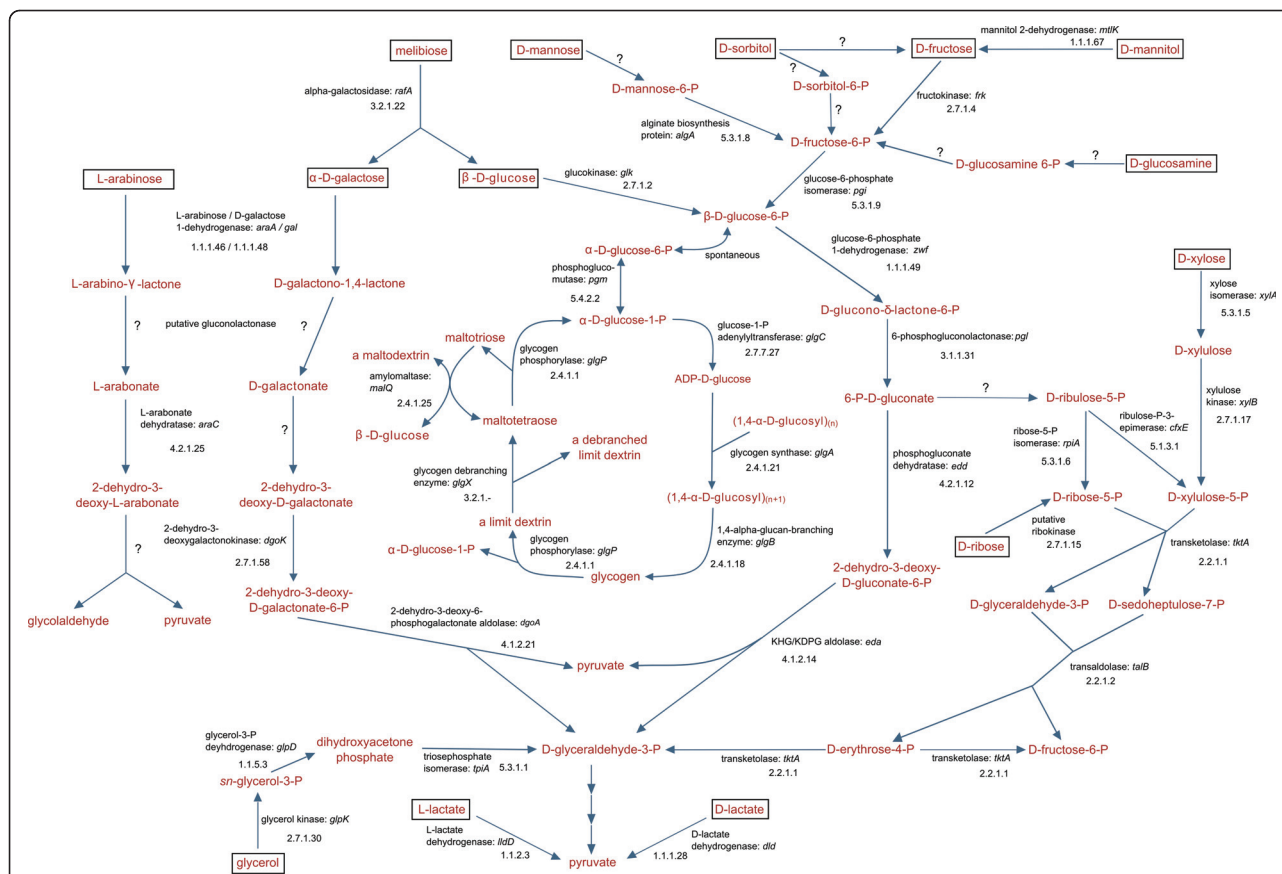 mannitol 2-dehydrogenase: mtlK
1.1.1.67
melibiose
D-mannose
?
D-sorbitol
?
D-fructose
D-mannitol
?
D-sorbitol-6-P
D-mannose-6-P
alpha-galactosidase: rafA
3.2.1.22
?
fructokinase: frk
2.7.1.4
alginate biosynthesis
protein: algA
5.3.1.8
D-fructose-6-P
?
D-glucosamine 6-P
?
D-glucosamine
L-arabinose
α-D-galactose
β-D-glucose
glucokinase: glk
2.7.1.2
glucose-6-phosphate
isomerase: pgi
5.3.1.9
L-arabinose / D-galactose
1-dehydrogenase: araA / gal
1.1.1.46 / 1.1.1.48
β-D-glucose-6-P
α-D-glucose-6-P
spontaneous
glucose-6-phosphate
1-dehydrogenase: zwf
1.1.1.49
phosphogluco-
mutase: pgm
5.4.2.2
D-xylose
xylose
isomerase: xylA
5.3.1.5
L-arabino-γ-lactone
D-galactono-1,4-lactone
D-glucono-δ-lactone-6-P
?
putative gluconolactonase
?
α-D-glucose-1-P
glucose-1-P
adenylyltransferase: glgC
2.7.7.27
6-phosphogluconolactonase: pgl
3.1.1.31
D-xylulose
maltotriose
glycogen
phosphorylase: glgP
2.4.1.1
a maltodextrin
amylomaltase:
malQ
2.4.1.25
ADP-D-glucose
L-arabonate
D-galactonate
6-P-D-gluconate
?
D-ribulose-5-P
xylulose
kinase: xylB
2.7.1.17
L-arabonate
dehydratase: araC
4.2.1.25
?
maltotetraose
β-D-glucose
(1,4-α-D-glucosyl)(n)
ribose-5-P
isomerase: rpiA
5.3.1.6
ribulose-P-3-
epimerase: cfxE
5.1.3.1
a debranched
limit dextrin
glycogen synthase: glgA
2.4.1.21
phosphogluconate
dehydratase: edd
4.2.1.12
glycogen debranching
enzyme: glgX
3.2.1.-
2-dehydro-3-
deoxy-L-arabonate
2-dehydro-3-
deoxy-D-galactonate
(1,4-α-D-glucosyl)(n+1)
D-ribose-5-P
D-xylulose-5-P
a limit dextrin
2-dehydro-3-
deoxygalactonokinase: dgoK
2.7.1.58
?
glycogen
phosphorylase: glgP
2.4.1.1
α-D-glucose-1-P
glycogen
1,4-alpha-glucan-branching
enzyme: glgB
2.4.1.18
D-ribose
putative
ribokinase
2.7.1.15
transketolase: tktA
2.2.1.1
2-dehydro-3-deoxy-
D-gluconate-6-P
glycolaldehyde
pyruvate
2-dehydro-3-deoxy-
D-galactonate-6-P
D-glyceraldehyde-3-P
D-sedoheptulose-7-P
2-dehydro-3-deoxy-6-
phosphogalactonate aldolase: dgoA
4.1.2.21
pyruvate
KHG/KDPG aldolase: eda
4.1.2.14
transaldolase: talB
2.2.1.2
glycerol-3-P
deyhdrogenase: glpD
1.1.5.3
dihydroxyacetone
phosphate
triosephosphate
isomerase: tpiA
5.3.1.1
D-glyceraldehyde-3-P
transketolase: tktA
2.2.1.1
D-erythrose-4-P
transketolase: tktA
2.2.1.1
D-fructose-6-P
sn-glycerol-3-P
glycerol kinase: glpK
2.7.1.30
glycerol
L-lactate
L-lactate
dehydrogenase: lldD
1.1.2.3
D-lactate
D-lactate
dehydrogenase: dld
1.1.1.28
pyruvate